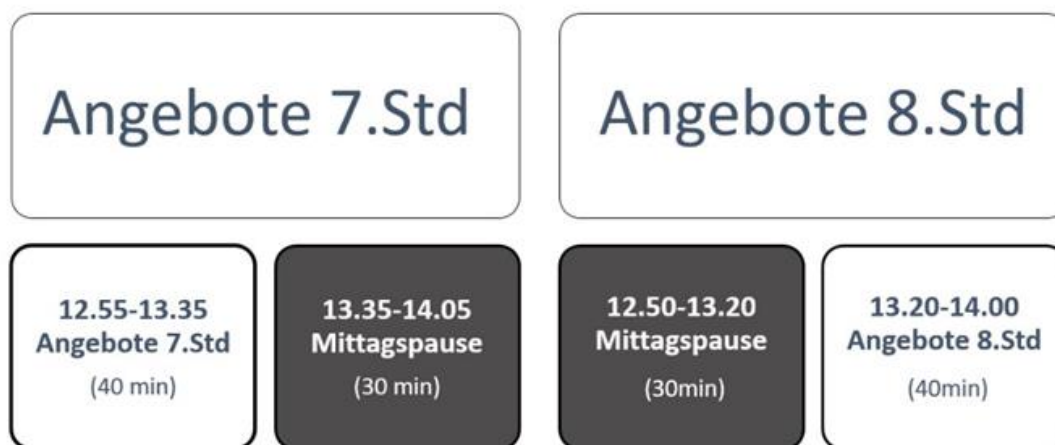 Angebote 7.Std
Angebote 8.Std
12.55-13.35
Angebote 7.Std
(40 min)
13.35-14.05
Mittagspause
(30 min)
12.50-13.20
Mittagspause
(30min)
13.20-14.00
Angebote 8.Std
(40min)